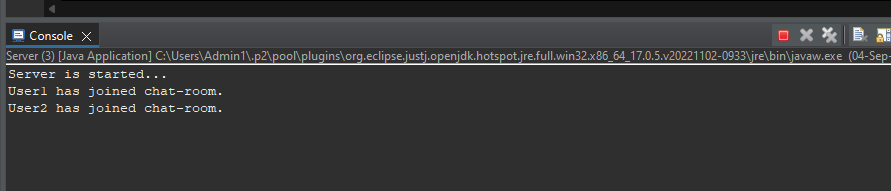 Console
Server (3) [Java Application] C:\Users\Admin1\.p2\pool\plugins\org.eclipse.justj.openjdk.hotspot.jre.full.win32.x86_64_17.0.5.v20221102-0933\jre\bin\javaw.exe (04-Sep-
Server is started...
User1 has joined chat-room.
User2 has joined chat-room.